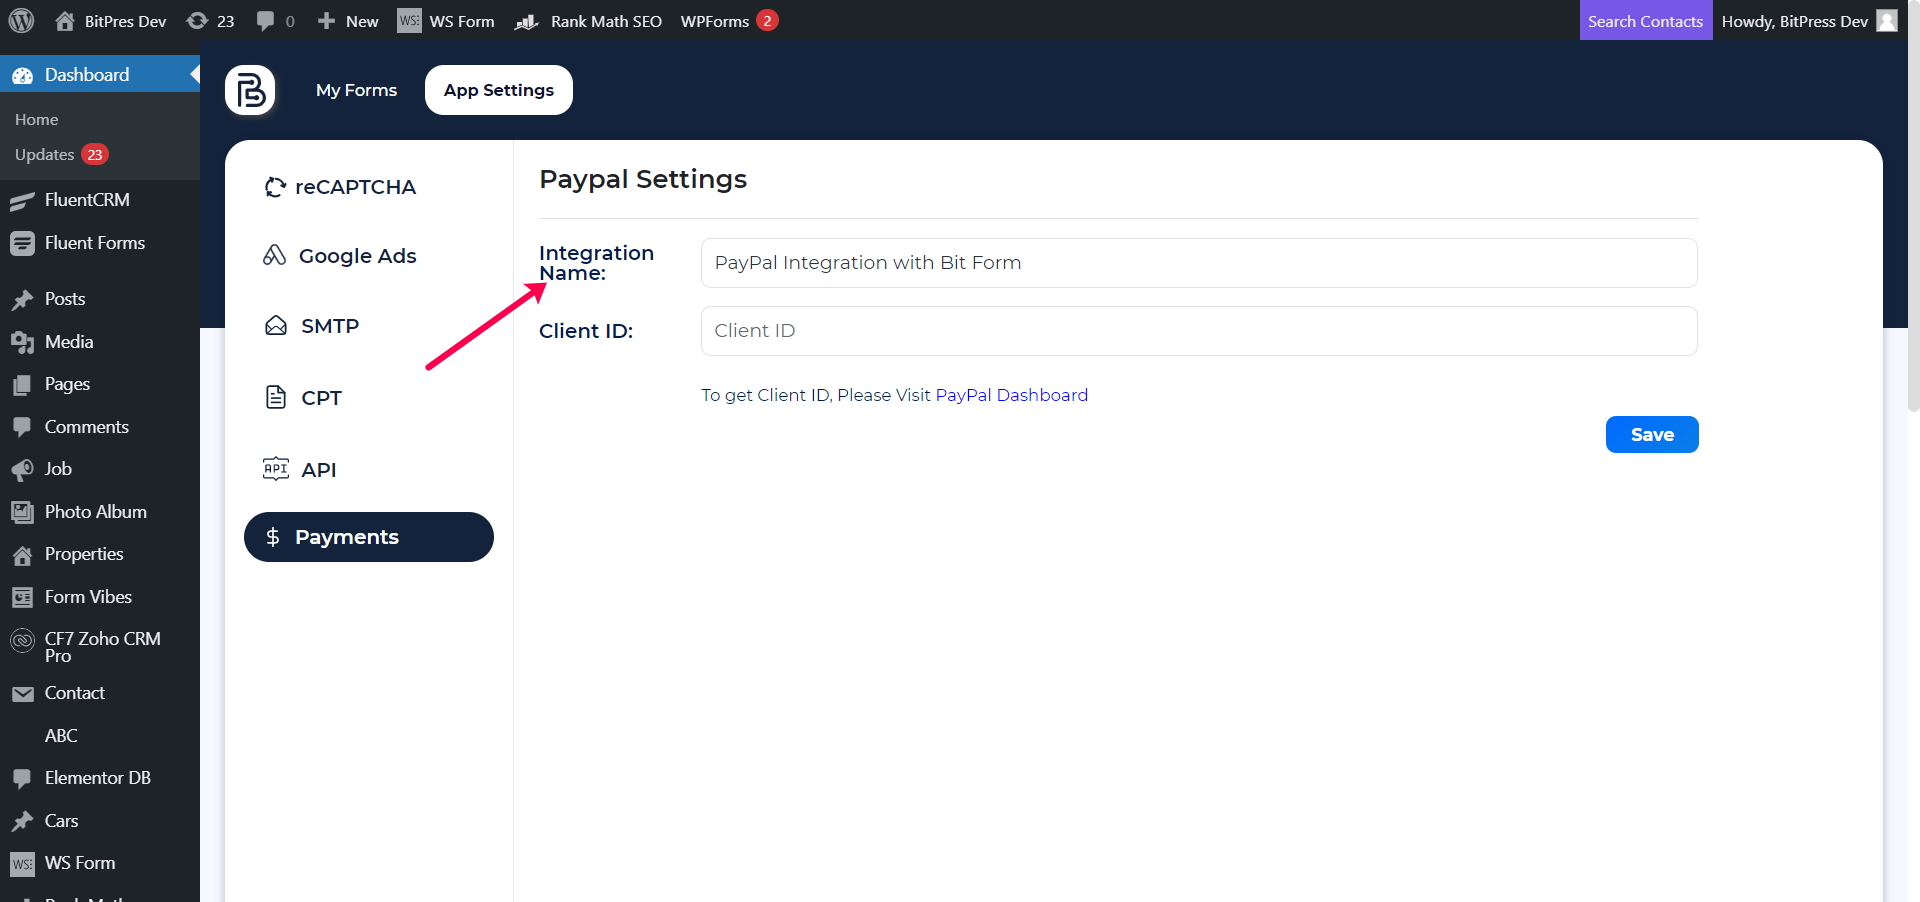 BitPres Dev 23 0 New WS Form Rank Math SEO WPForms 2 Search Contacts Howdy, BitPress Dev
Dashboard
Home
Updates 23
FluentCRM
Fluent Forms
Posts
Media
Pages
Comments
Job
Photo Album
Properties
Form Vibes
CF7 Zoho CRM
Pro
Contact
ABC
Elementor DB
Cars
WS Form
My Forms App Settings
reCAPTCHA
Google Ads
SMTP
CPT
API
Payments
Paypal Settings
Integration
Name:
PayPal Integration with Bit Form
Client ID:
Client ID
To get Client ID, Please Visit PayPal Dashboard
Save